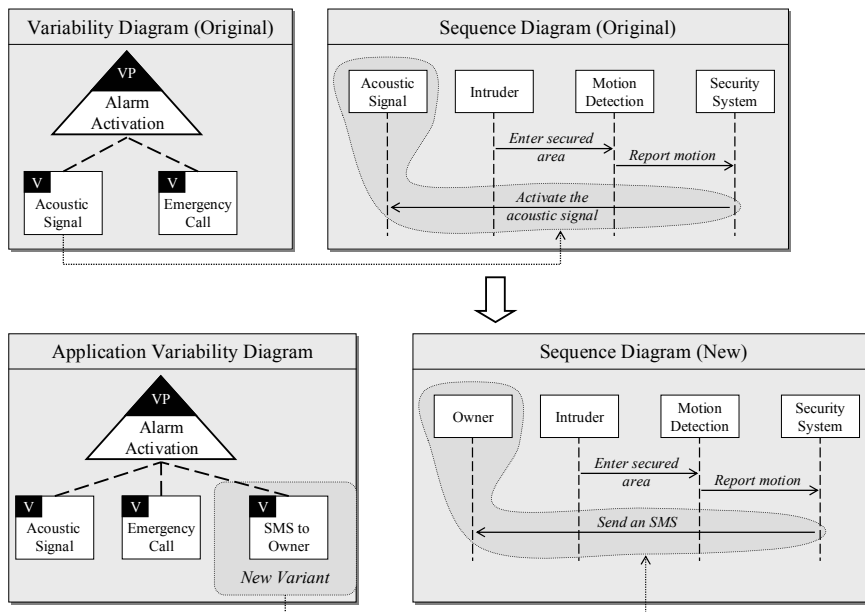 Variability Diagram (Original)
VP
Alarm
Activation
V
Acoustic
Signal
V
Emergency
Call
Sequence Diagram (Original)
Acoustic
Signal
Intruder
Motion
Detection
Security
System
Enter secured
area
Report motion
Activate the
acoustic signal
Application Variability Diagram
VP
Alarm
Activation
V
Acoustic
Signal
V
Emergency
Call
V
SMS to
Owner
New Variant
Sequence Diagram (New)
Owner
Intruder
Motion
Detection
Security
System
Enter secured
area
Report motion
Send an SMS